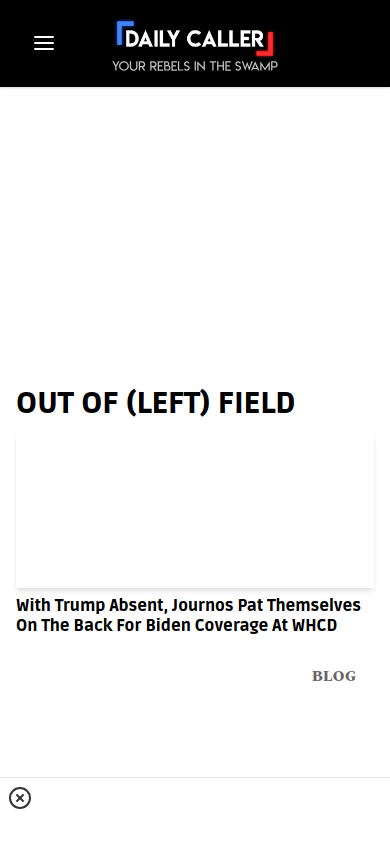 DAILY CALLER
YOUR REBELS IN THE SWAMP
OUT OF (LEFT) FIELD
With Trump Absent, Journos Pat Themselves
On The Back For Biden Coverage At WHCD
BLOG